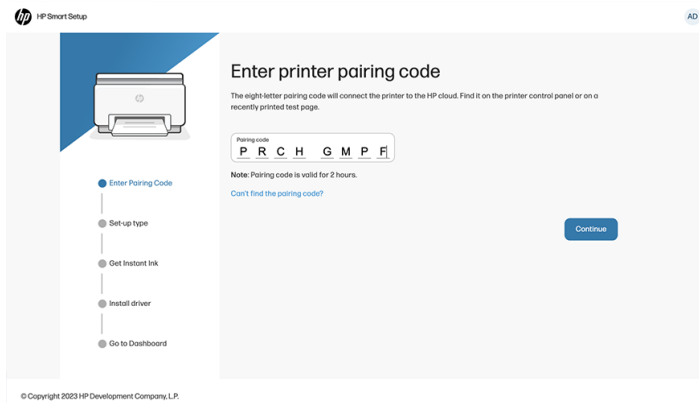 hp HP Smart Setup
AD
Enter printer pairing code
The eight-letter pairing code will connect the printer to the HP cloud. Find it on the printer control panel or on a
recently printed test page.
Pairing code
P R C H G M P F
Note: Pairing code is valid for 2 hours.
Can't find the pairing code?
Continue
Enter Pairing Code
Set-up type
Get Instant Ink
Install driver
Go to Dashboard
© Copyright 2023 HP Development Company, L.P.